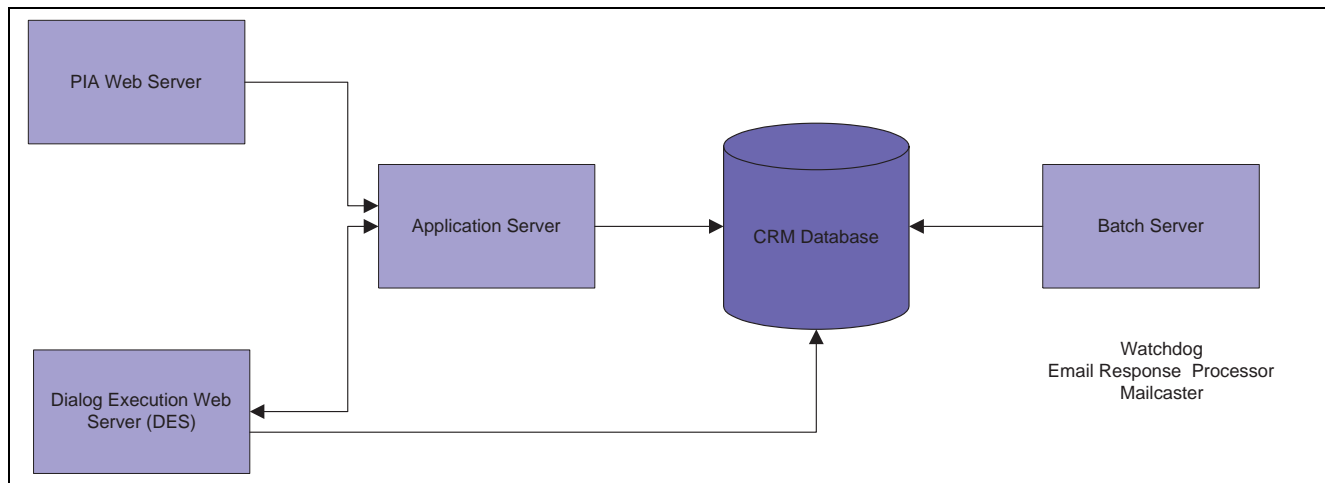 PIA Web Server
Application Server
CRM Database
Batch Server
Dialog Execution Web
Server (DES)
Watchdog
Email Response Processor
Mailcaster